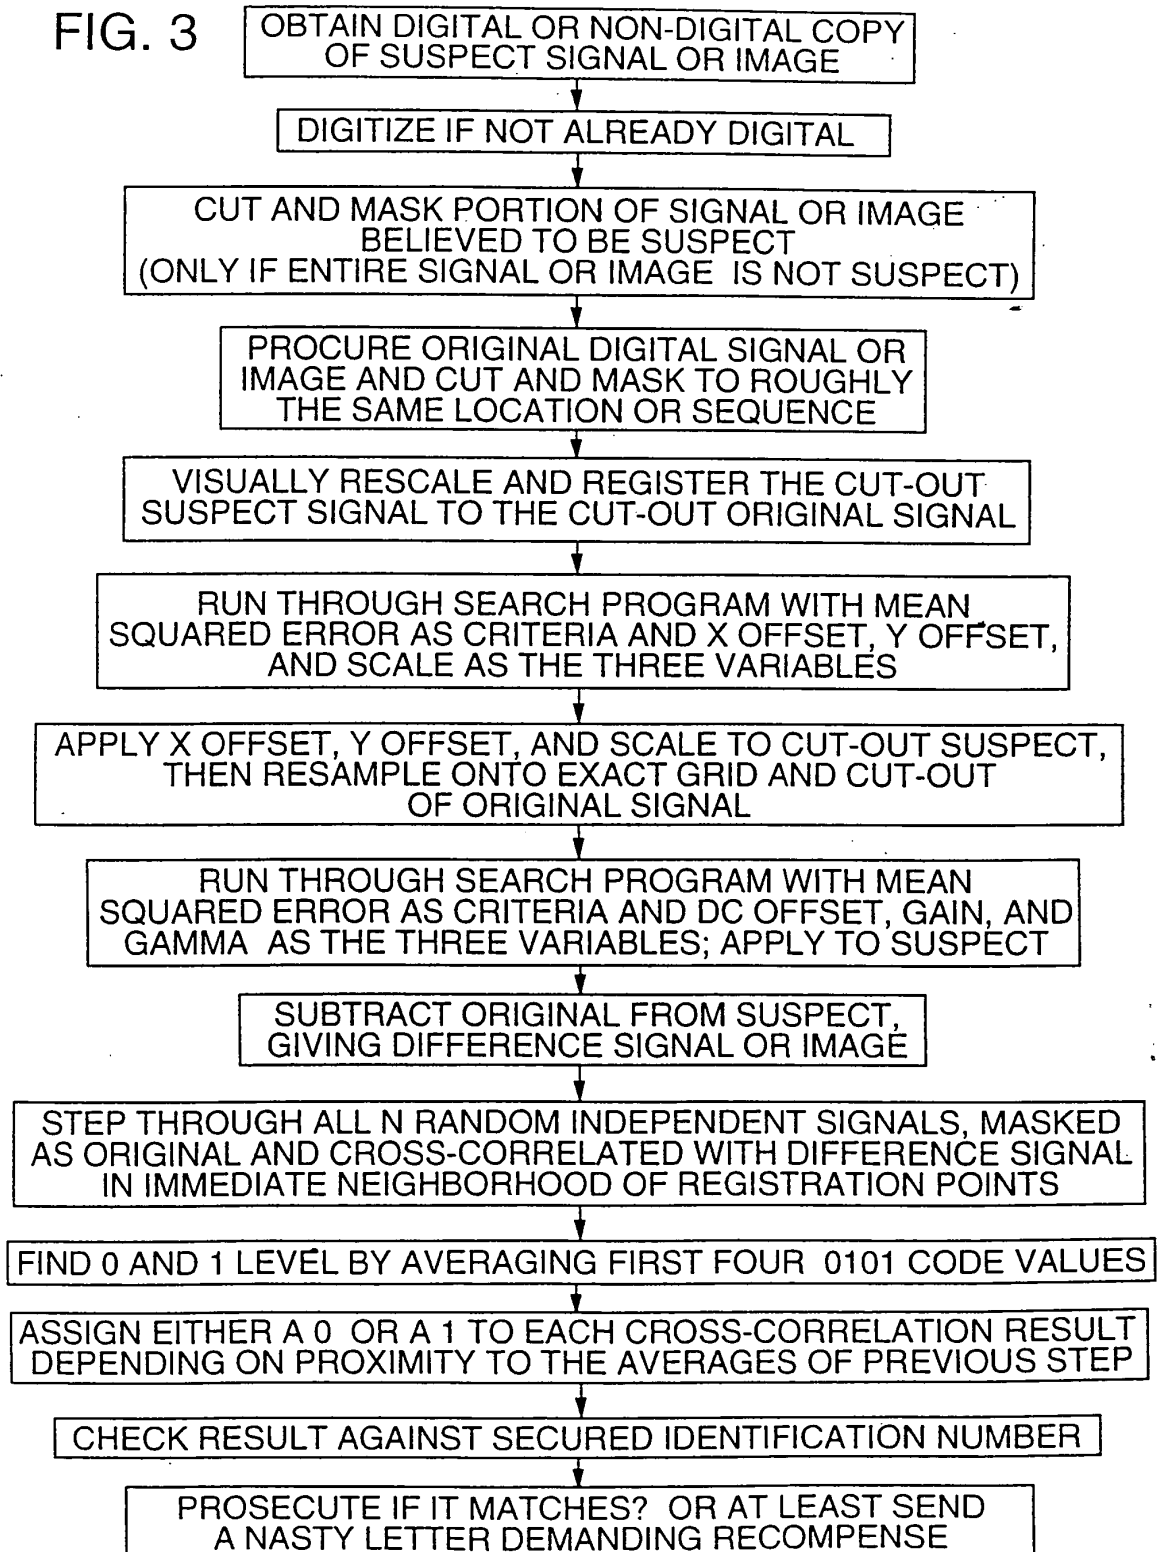 FIG. 3
OBTAIN DIGITAL OR NON-DIGITAL COPY
OF SUSPECT SIGNAL OR IMAGE
DIGITIZE IF NOT ALREADY DIGITAL
CUT AND MASK PORTION OF SIGNAL OR IMAGE
BELIEVED TO BE SUSPECT
(ONLY IF ENTIRE SIGNAL OR IMAGE IS NOT SUSPECT)
PROCURE ORIGINAL DIGITAL SIGNAL OR
IMAGE AND CUT AND MASK TO ROUGHLY
THE SAME LOCATION OR SEQUENCE
VISUALLY RESCALE AND REGISTER THE CUT-OUT
SUSPECT SIGNAL TO THE CUT-OUT ORIGINAL SIGNAL
RUN THROUGH SEARCH PROGRAM WITH MEAN
SQUARED ERROR AS CRITERIA AND X OFFSET, Y OFFSET,
AND SCALE AS THE THREE VARIABLES
APPLY X OFFSET, Y OFFSET, AND SCALE TO CUT-OUT SUSPECT,
THEN RESAMPLE ONTO EXACT GRID AND CUT-OUT
OF ORIGINAL SIGNAL
RUN THROUGH SEARCH PROGRAM WITH MEAN
SQUARED ERROR AS CRITERIA AND DC OFFSET, GAIN, AND
GAMMA AS THE THREE VARIABLES; APPLY TO SUSPECT
SUBTRACT ORIGINAL FROM SUSPECT,
GIVING DIFFERENCE SIGNAL OR IMAGE
STEP THROUGH ALL N RANDOM INDEPENDENT SIGNALS, MASKED
AS ORIGINAL AND CROSS-CORRELATED WITH DIFFERENCE SIGNAL
IN IMMEDIATE NEIGHBORHOOD OF REGISTRATION POINTS
FIND 0 AND 1 LEVEL BY AVERAGING FIRST FOUR 0101 CODE VALUES
ASSIGN EITHER A 0 OR A 1 TO EACH CROSS-CORRELATION RESULT
DEPENDING ON PROXIMITY TO THE AVERAGES OF PREVIOUS STEP
CHECK RESULT AGAINST SECURED IDENTIFICATION NUMBER
PROSECUTE IF IT MATCHES? OR AT LEAST SEND
A NASTY LETTER DEMANDING RECOMPENSE